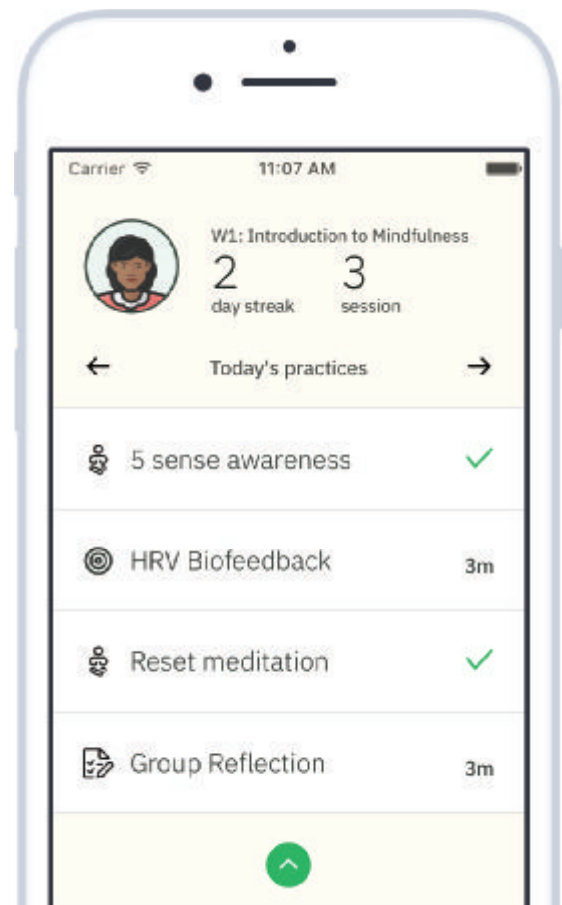 Carrier 11:07 AM
W1: Introduction to Mindfulness
2 3
day streak session
Today's practices
5 sense awareness
HRV Biofeedback 3m
Reset meditation
Group Reflection 3m